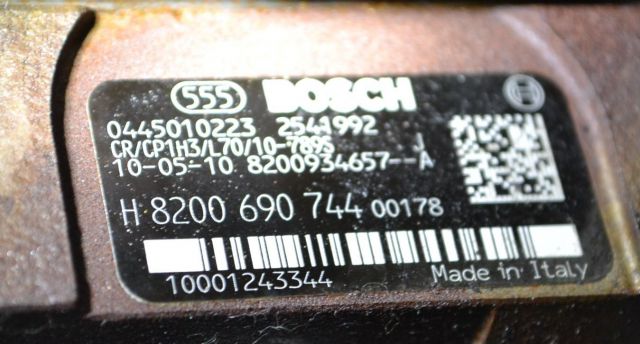 555 BOSCH
0445010223 2541992
CR/CP1H3/L70/10-789S J
10-05-10 8200934657--A
H 8200 690 744 00178
10001243344 Made in Italy